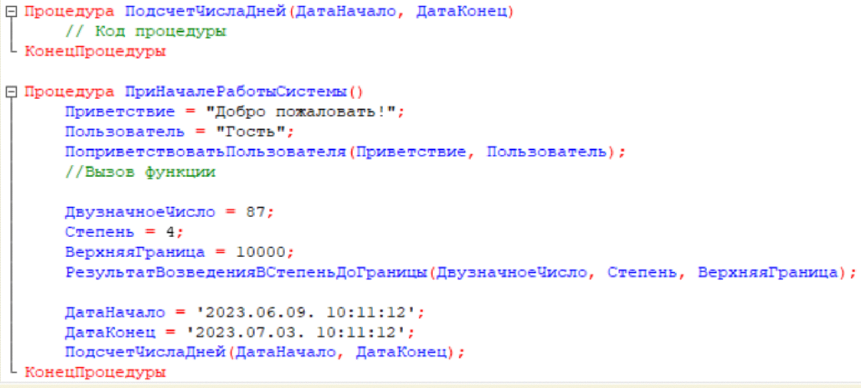 Процедура ПодсчетЧислаДней(ДатаНачало, ДатаКонец)
// Код процедуры
КонецПроцедуры
Процедура ПриНачалеРаботыСистемы()
Приветствие = "Добро пожаловать!";
Пользователь = "Гость";
ПоприветствоватьПользователя(Приветствие, Пользователь);
//Вызов функции
ДвузначноеЧисло = 87;
Степень = 4;
ВерхняяГраница = 10000;
РезультатВозведенияВСтепеньДоГраницы(ДвузначноеЧисло, Степень, ВерхняяГраница);
ДатаНачало = '2023.06.09. 10:11:12';
ДатаКонец = '2023.07.03. 10:11:12';
ПодсчетЧислаДней(ДатаНачало, ДатаКонец);
КонецПроцедуры